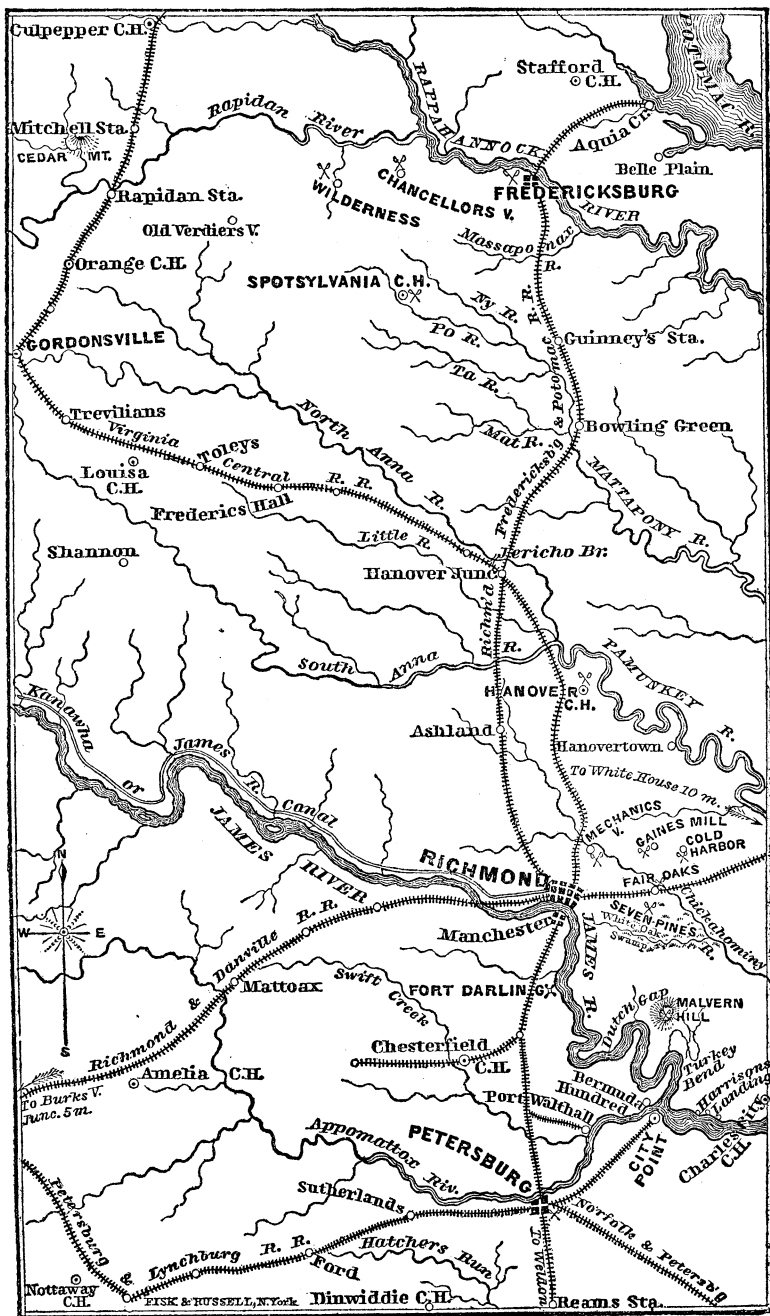 Culpepper C.H.
Stafford C.H.
POTOMAC R.
Mitchell Sta.
CEDAR MT.
Rapidan River
RAPPAHANNOCK
RIVER
Aquia Cr.
Belle Plain
WILDERNESS
CHANCELLORS V.
FREDERICKSBURG
Rapidan Sta.
Old Verdiers V.
Massaponax R.
Orange C.H.
SPOTSYLVANIA C.H.
Ny R.
Po R.
Ta R.
Mat R.
Guinney's Sta.
GORDONSVILLE
Trevilians
Bowling Green
MATTAPONY R.
Virginia Central R. R.
Toleys
Louisa C.H.
Frederics Hall
North Anna R.
Richm'd Fredericksb'g & Potomac R. R.
Little R.
Jericho Br.
Shannon
Hanover Junc.
South Anna R.
PAMUNKEY R.
HANOVER C.H.
Kanawha or James R. Canal
Ashland
Hanovertown
To White House 10 m.
JAMES RIVER
MECHANICS V.
GAINES MILL
COLD HARBOR
RICHMOND
FAIR OAKS
SEVEN PINES
White Oak Swamp
Chickahominy R.
N
W
E
S
Richmond & Danville R. R.
Manchester
JAMES R.
Mattoax
Swift Creek
FORT DARLING
Dutch Gap
MALVERN HILL
Turkey Bend
Chesterfield C.H.
To Burks V. Junc. 5 m.
Amelia C.H.
Bermuda Hundred
Port Walthall
Harrisons Landing
Charles City C.H.
CITY POINT
Appomattox Riv.
PETERSBURG
Sutherlands
Petersburg & Lynchburg R. R.
Ford
Hatchers Run
Norfolk & Petersb'g
To Weldon
Nottaway C.H.
FISK & RUSSELL, N. York
Dinwiddie C.H.
Reams Sta.